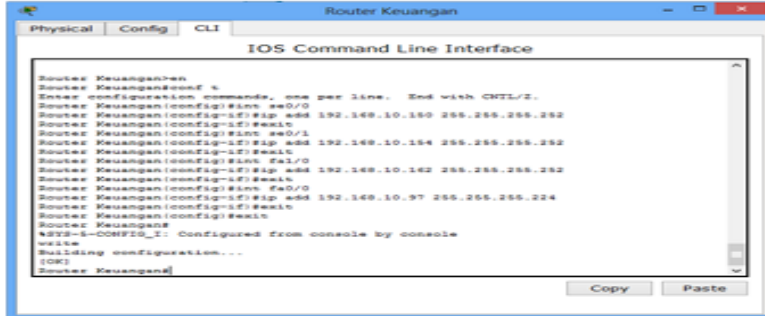 Router Keuangan
Physical Config CLI
IOS Command Line Interface
Router Keuangan>en
Router Keuangan#conf t
Enter configuration commands, one per line. End with CNTL/Z.
Router Keuangan(config)#int se0/0
Router Keuangan(config-if)#ip add 192.168.10.150 255.255.255.252
Router Keuangan(config-if)#exit
Router Keuangan(config)#int se0/1
Router Keuangan(config-if)#ip add 192.168.10.154 255.255.255.252
Router Keuangan(config-if)#exit
Router Keuangan(config)#int fa1/0
Router Keuangan(config-if)#ip add 192.168.10.162 255.255.255.252
Router Keuangan(config-if)#exit
Router Keuangan(config)#int fa0/0
Router Keuangan(config-if)#ip add 192.168.10.97 255.255.255.224
Router Keuangan(config-if)#exit
Router Keuangan(config)#exit
Router Keuangan#
%SYS-5-CONFIG_I: Configured from console by console
write
Building configuration...
[OK]
Router Keuangan#
Copy Paste